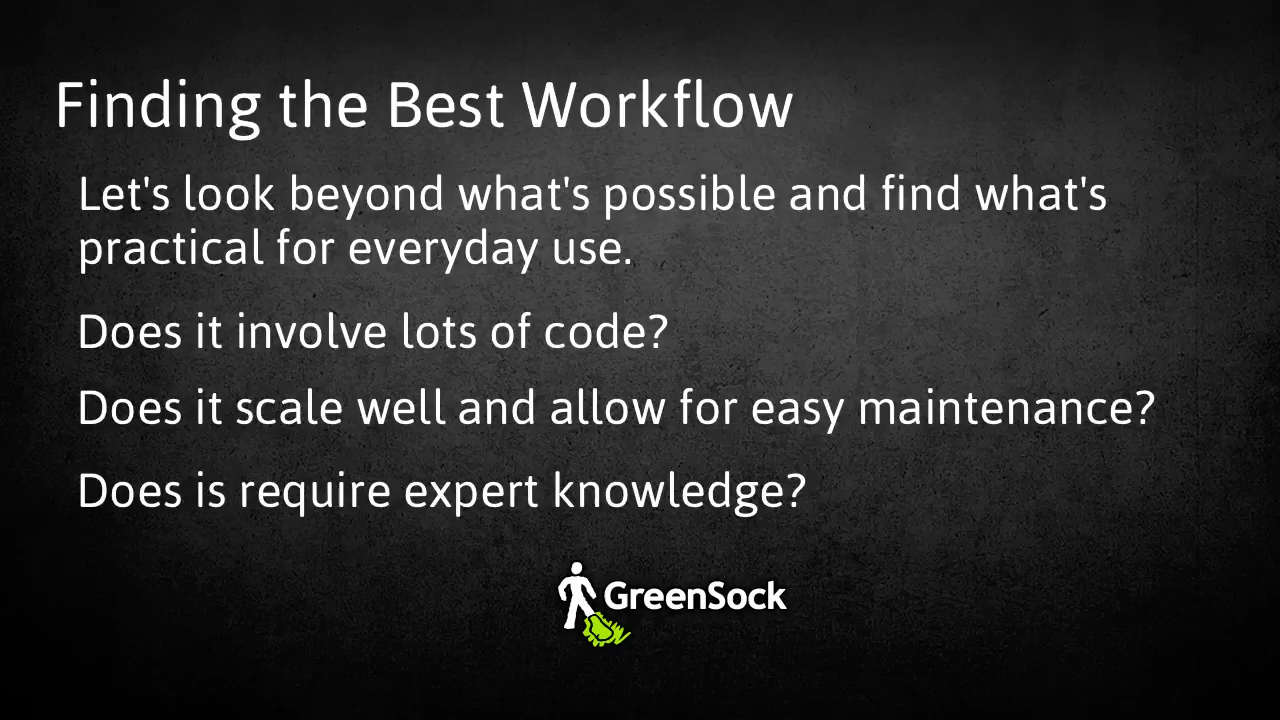 Finding the Best Workflow
Let's look beyond what's possible and find what's
practical for everyday use.
Does it involve lots of code?
Does it scale well and allow for easy maintenance?
Does is require expert knowledge?
GreenSock